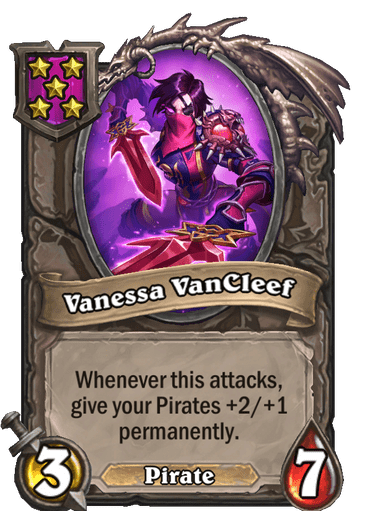 Vanessa VanCleef
Whenever this attacks,
give your Pirates +2/+1
permanently.
3
Pirate
7